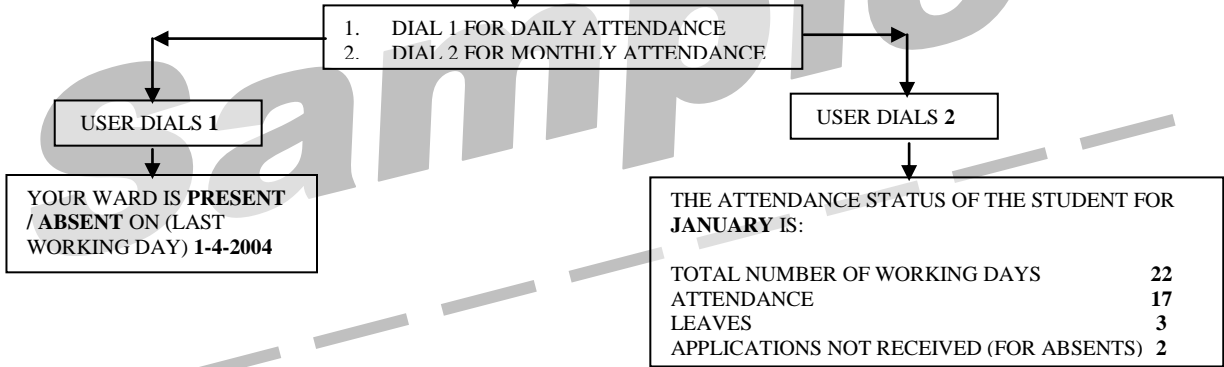 Sample
1. DIAL 1 FOR DAILY ATTENDANCE
2. DIAL 2 FOR MONTHLY ATTENDANCE
USER DIALS 1
USER DIALS 2
YOUR WARD IS PRESENT
/ ABSENT ON (LAST
WORKING DAY) 1-4-2004
THE ATTENDANCE STATUS OF THE STUDENT FOR
JANUARY IS:
TOTAL NUMBER OF WORKING DAYS 22
ATTENDANCE 17
LEAVES 3
APPLICATIONS NOT RECEIVED (FOR ABSENTS) 2